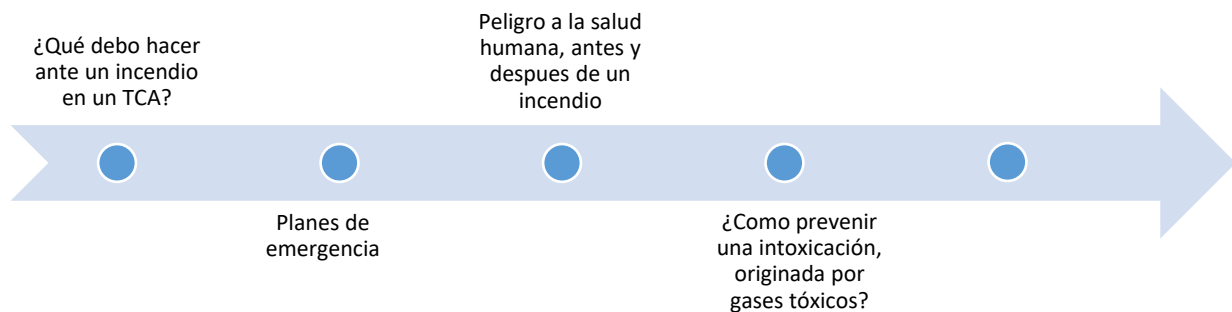 ¿Qué debo hacer
ante un incendio
en un TCA?
Planes de
emergencia
Peligro a la salud
humana, antes y
despues de un
incendio
¿Como prevenir
una intoxicación,
originada por
gases tóxicos?